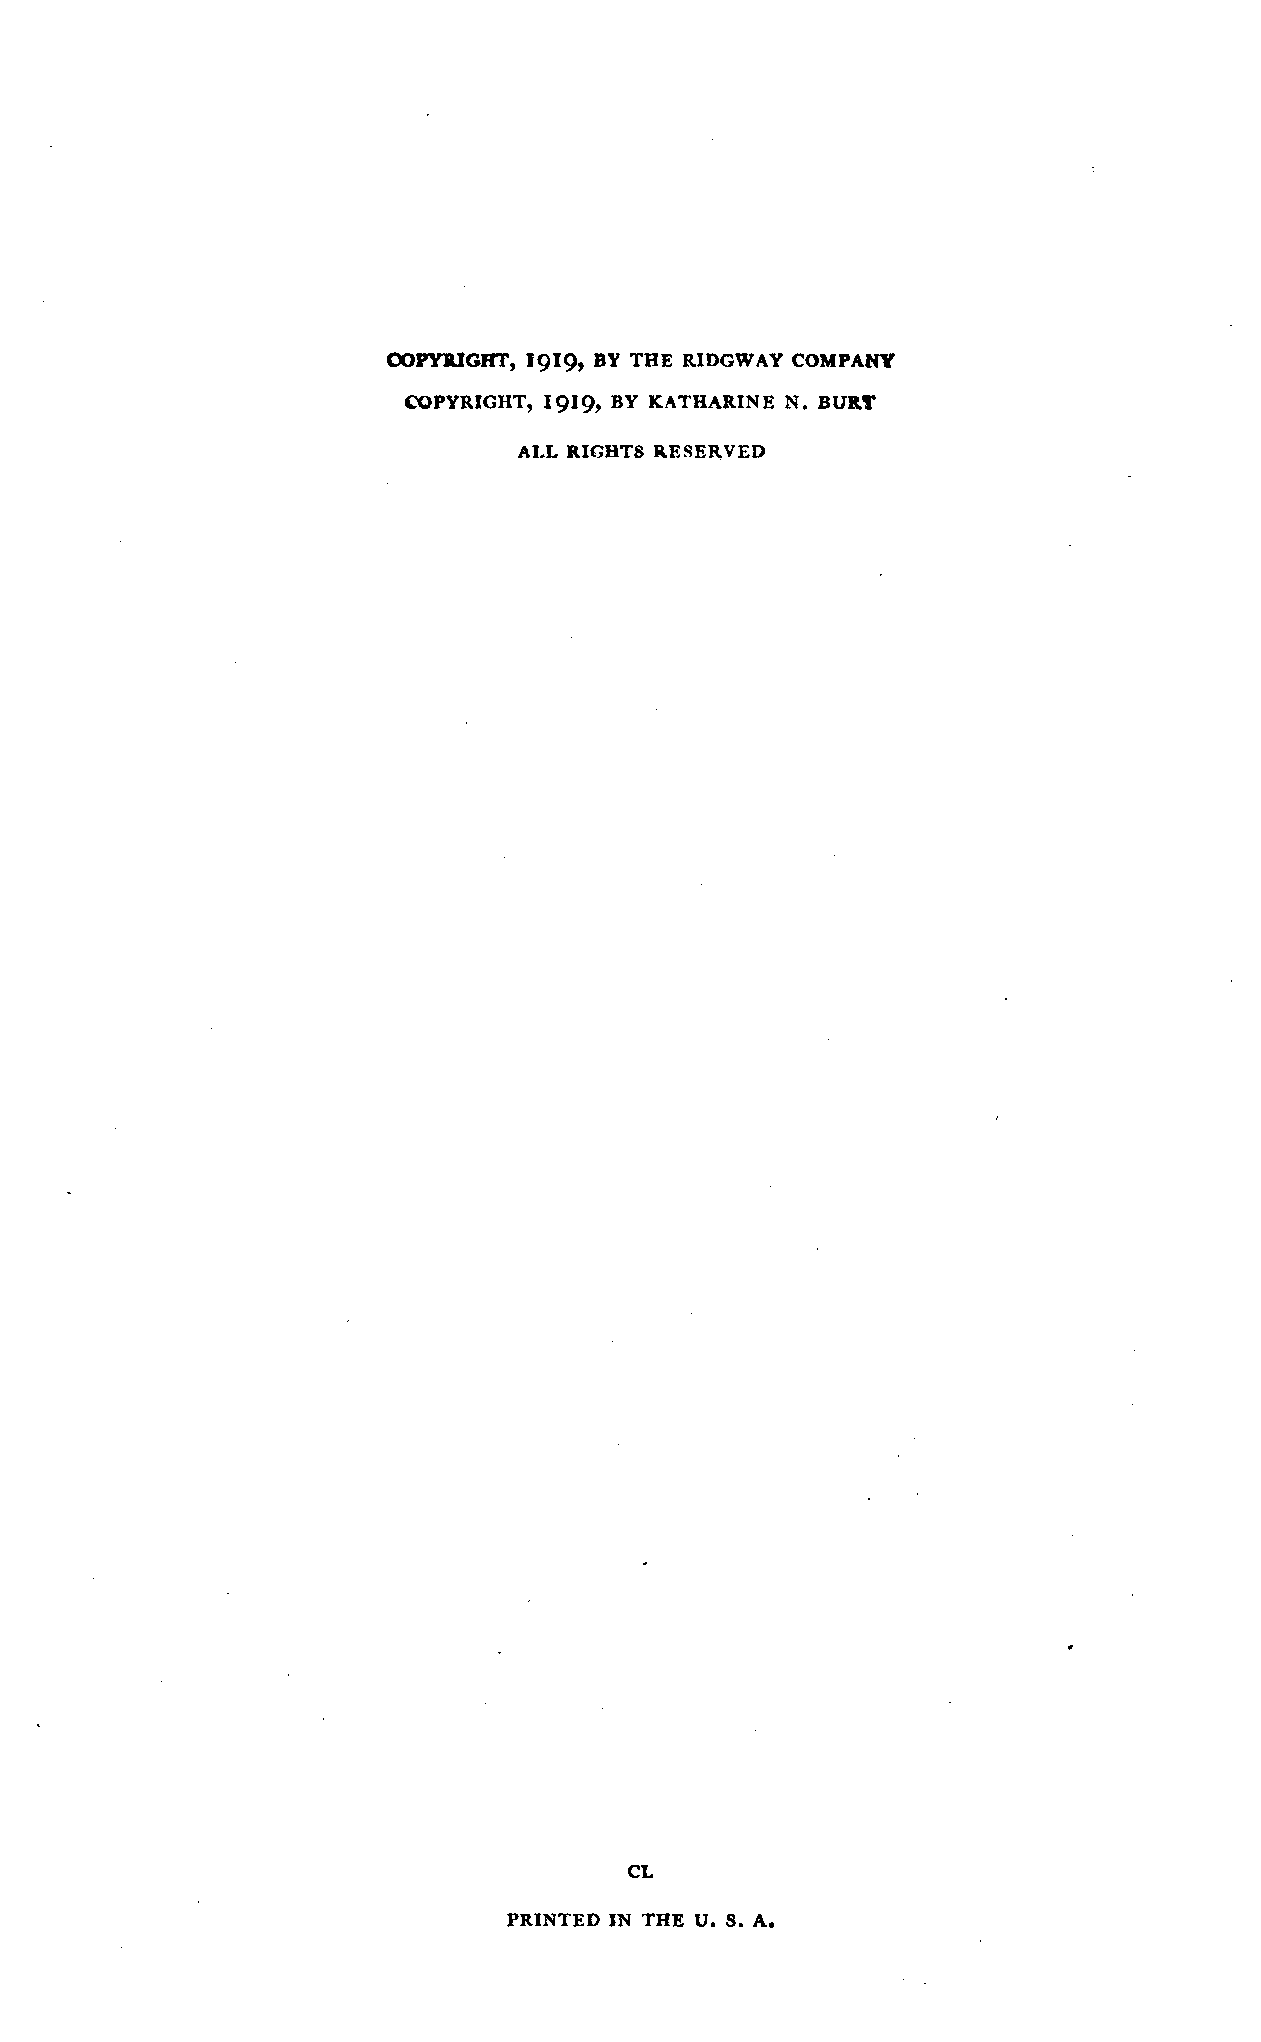 COPYRIGHT, 1919, BY THE RIDGWAY COMPANY
COPYRIGHT, 1919, BY KATHARINE N. BURT
ALL RIGHTS RESERVED
CL
PRINTED IN THE U. S. A.